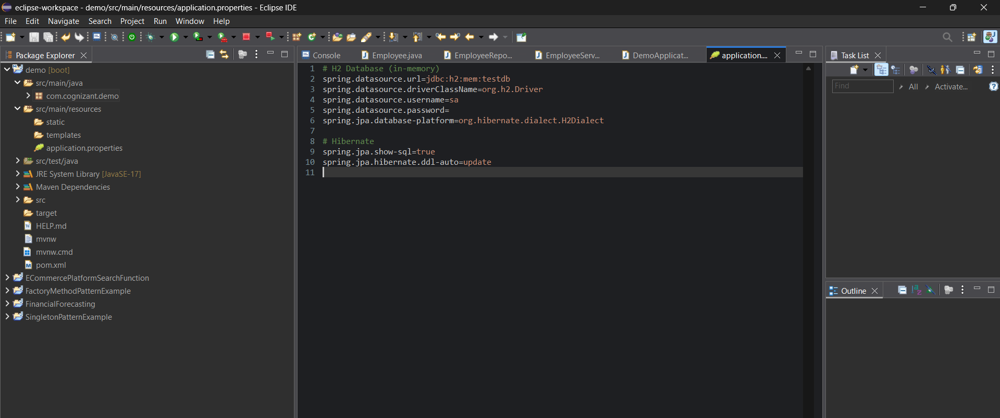 eclipse-workspace - demo/src/main/resources/application.properties - Eclipse IDE
File Edit Navigate Search Project Run Window Help
Package Explorer
demo [boot]
src/main/java
com.cognizant.demo
src/main/resources
static
templates
application.properties
src/test/java
JRE System Library [JavaSE-17]
Maven Dependencies
src
target
HELP.md
mvnw
mvnw.cmd
pom.xml
ECommercePlatformSearchFunction
FactoryMethodPatternExample
FinancialForecasting
SingletonPatternExample
Console Employee.java EmployeeRepo... EmployeeServ... DemoApplicat... application....
1 # H2 Database (in-memory)
2 spring.datasource.url=jdbc:h2:mem:testdb
3 spring.datasource.driverClassName=org.h2.Driver
4 spring.datasource.username=sa
5 spring.datasource.password=
6 spring.jpa.database-platform=org.hibernate.dialect.H2Dialect
7
8 # Hibernate
9 spring.jpa.show-sql=true
10 spring.jpa.hibernate.ddl-auto=update
11
Task List
Find All Activate...
Outline